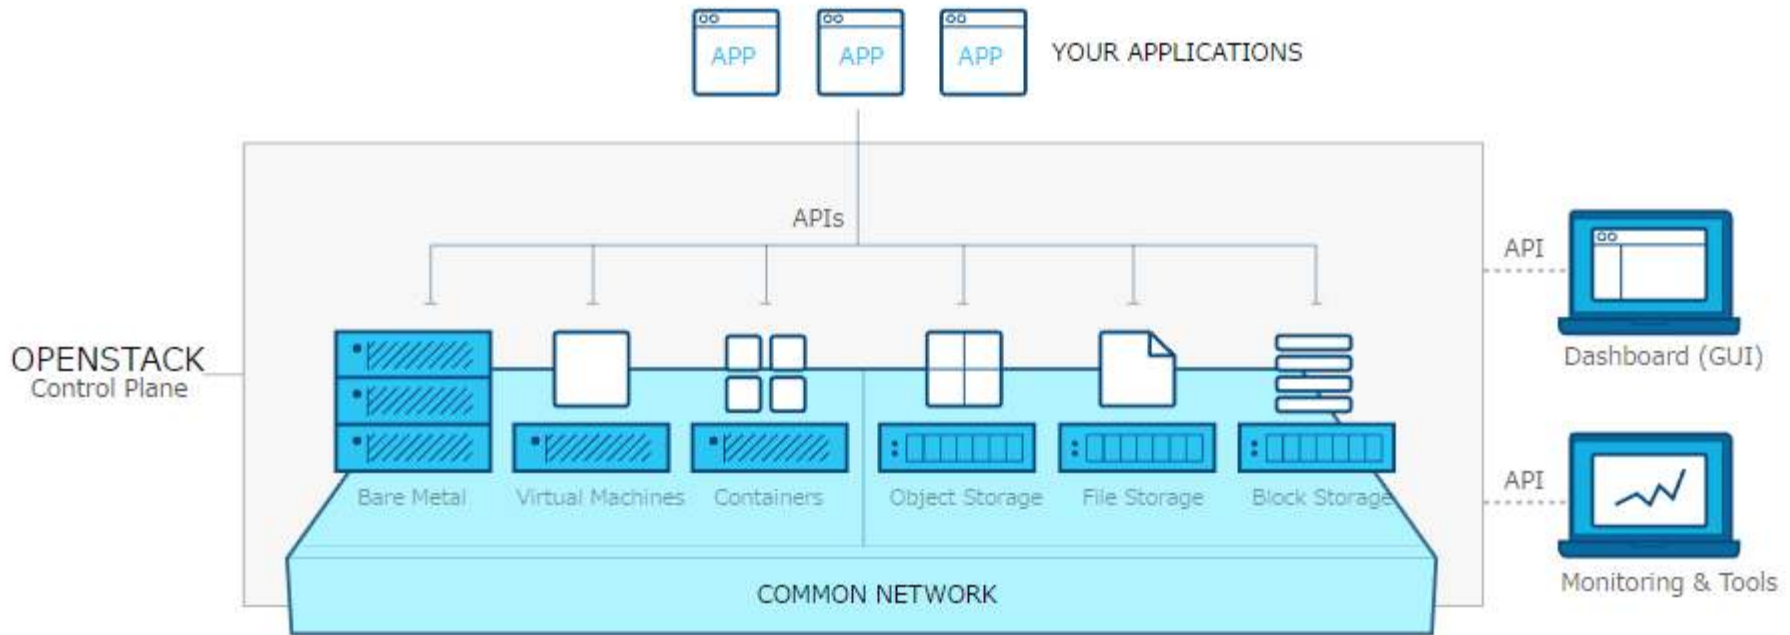 APP
APP
APP
YOUR APPLICATIONS
APIs
API
Dashboard (GUI)
OPENSTACK
Control Plane
API
Bare Metal
Virtual Machines
Containers
Object Storage
File Storage
Block Storage
Monitoring & Tools
COMMON NETWORK